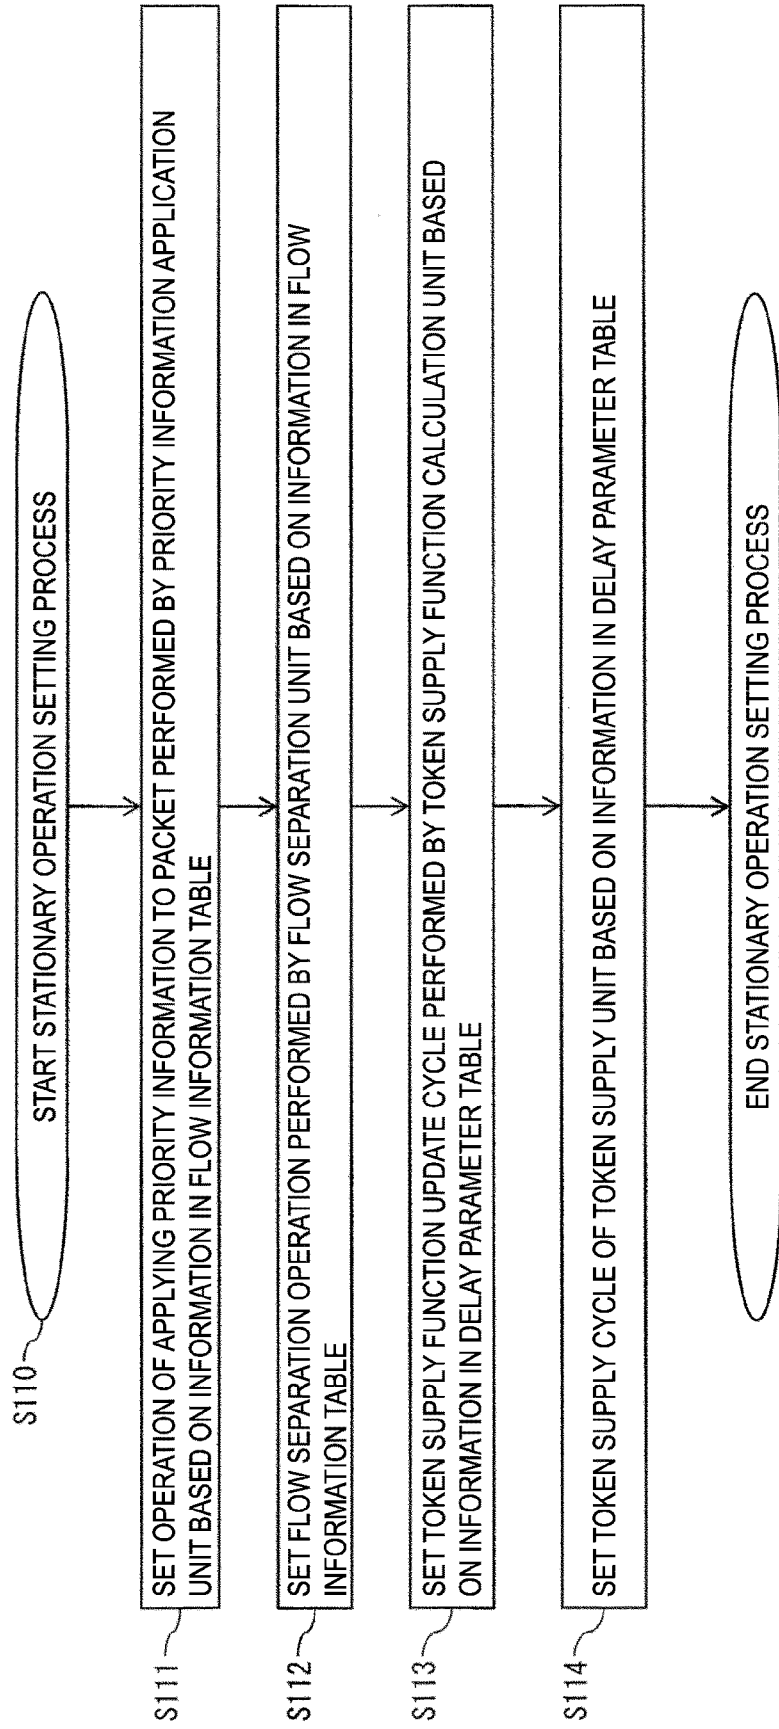 START STATIONARY OPERATION SETTING PROCESS
S110
S111
SET OPERATION OF APPLYING PRIORITY INFORMATION TO PACKET PERFORMED BY PRIORITY INFORMATION APPLICATION
UNIT BASED ON INFORMATION IN FLOW INFORMATION TABLE
S112
SET FLOW SEPARATION OPERATION PERFORMED BY FLOW SEPARATION UNIT BASED ON INFORMATION IN FLOW
INFORMATION TABLE
S113
SET TOKEN SUPPLY FUNCTION UPDATE CYCLE PERFORMED BY TOKEN SUPPLY FUNCTION CALCULATION UNIT BASED
ON INFORMATION IN DELAY PARAMETER TABLE
S114
SET TOKEN SUPPLY CYCLE OF TOKEN SUPPLY UNIT BASED ON INFORMATION IN DELAY PARAMETER TABLE
END STATIONARY OPERATION SETTING PROCESS